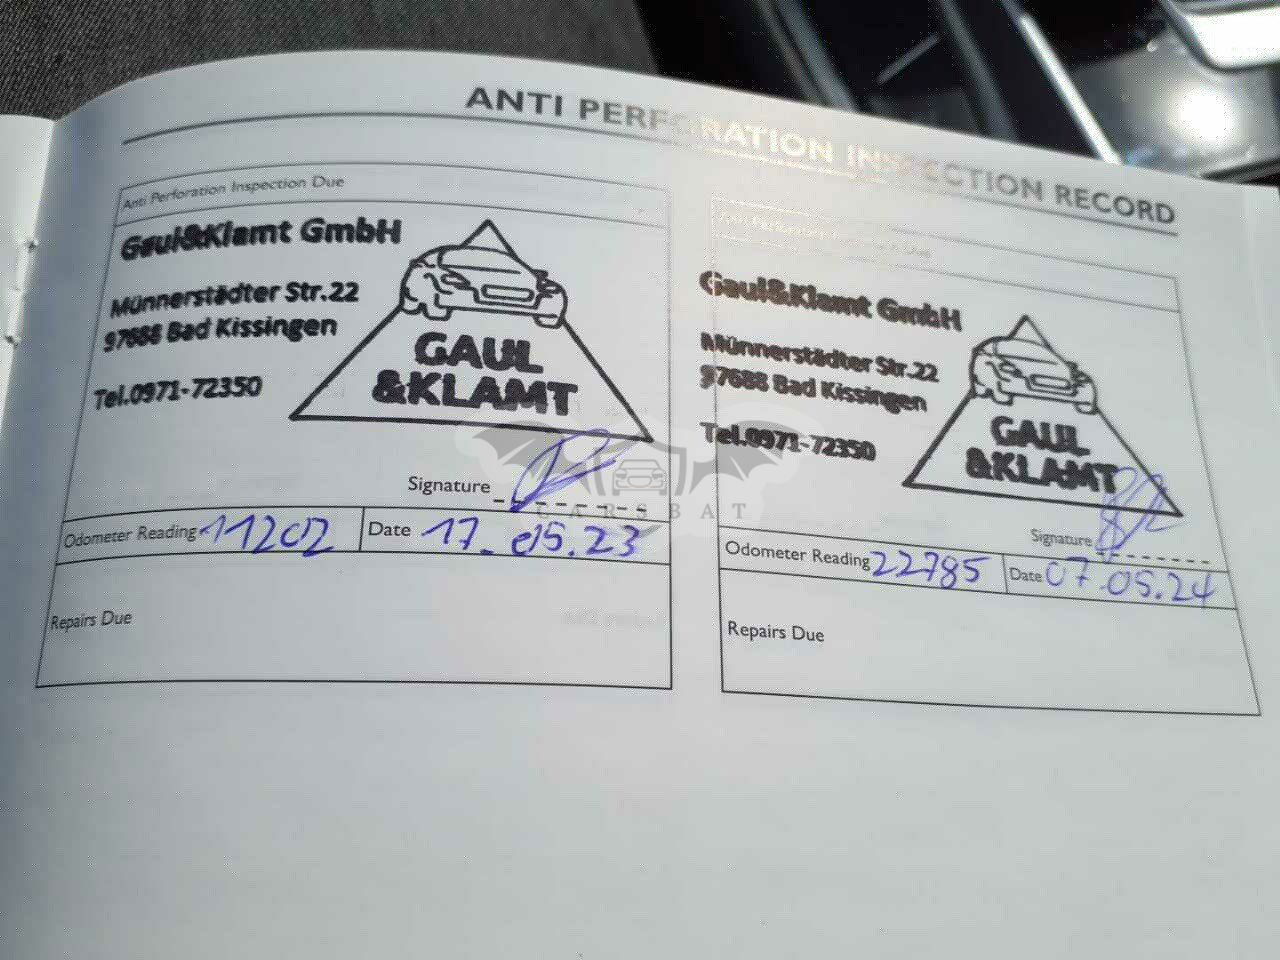 ANTI PERFORATION INSPECTION RECORD
Anti Perforation Inspection Due
Gaul&Klamt GmbH
Münnerstädter Str.22
97688 Bad Kissingen
Tel.0971-72350
GAUL
&KLAMT
Signature
Odometer Reading 11202
Date 17.05.23
Repairs Due
Gaul&Klamt GmbH
Münnerstädter Str.22
97688 Bad Kissingen
Tel.0971-72350
GAUL
&KLAMT
Signature
Odometer Reading 22785
Date 07.05.24
Repairs Due
CARSBAT